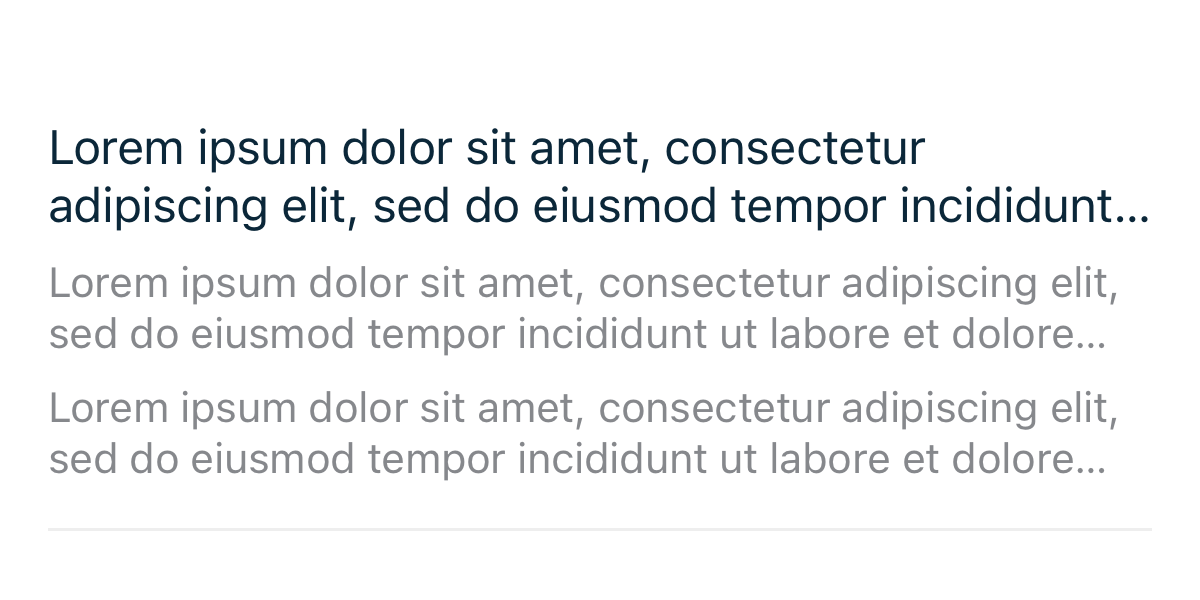 Lorem ipsum dolor sit amet, consectetur
adipiscing elit, sed do eiusmod tempor incididunt...
Lorem ipsum dolor sit amet, consectetur adipiscing elit,
sed do eiusmod tempor incididunt ut labore et dolore...
Lorem ipsum dolor sit amet, consectetur adipiscing elit,
sed do eiusmod tempor incididunt ut labore et dolore...